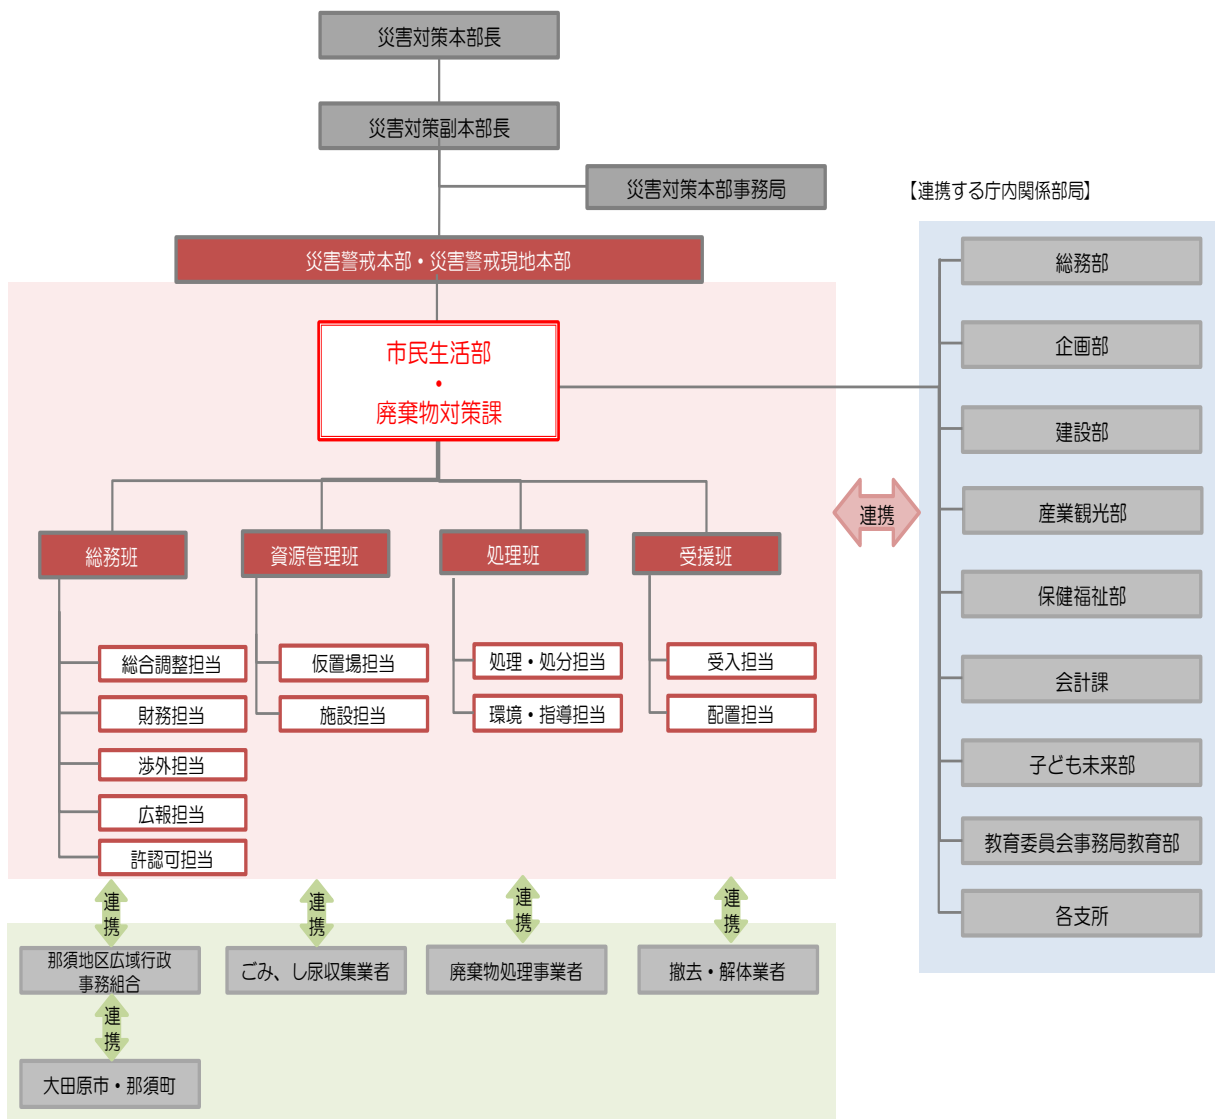 災害対策本部長
災害対策副本部長
災害対策本部事務局
災害警戒本部・災害警戒現地本部
市民生活部
・
廃棄物対策課
総務班
資源管理班
処理班
受援班
総合調整担当
財務担当
渉外担当
広報担当
許認可担当
仮置場担当
施設担当
処理・処分担当
環境・指導担当
受入担当
配置担当
連携
【連携する庁内関係部局】
総務部
企画部
建設部
産業観光部
保健福祉部
会計課
子ども未来部
教育委員会事務局教育部
各支所
連
携
連
携
連
携
連
携
那須地区広域行政
事務組合
ごみ、し尿収集業者
廃棄物処理事業者
撤去・解体業者
連
携
大田原市・那須町